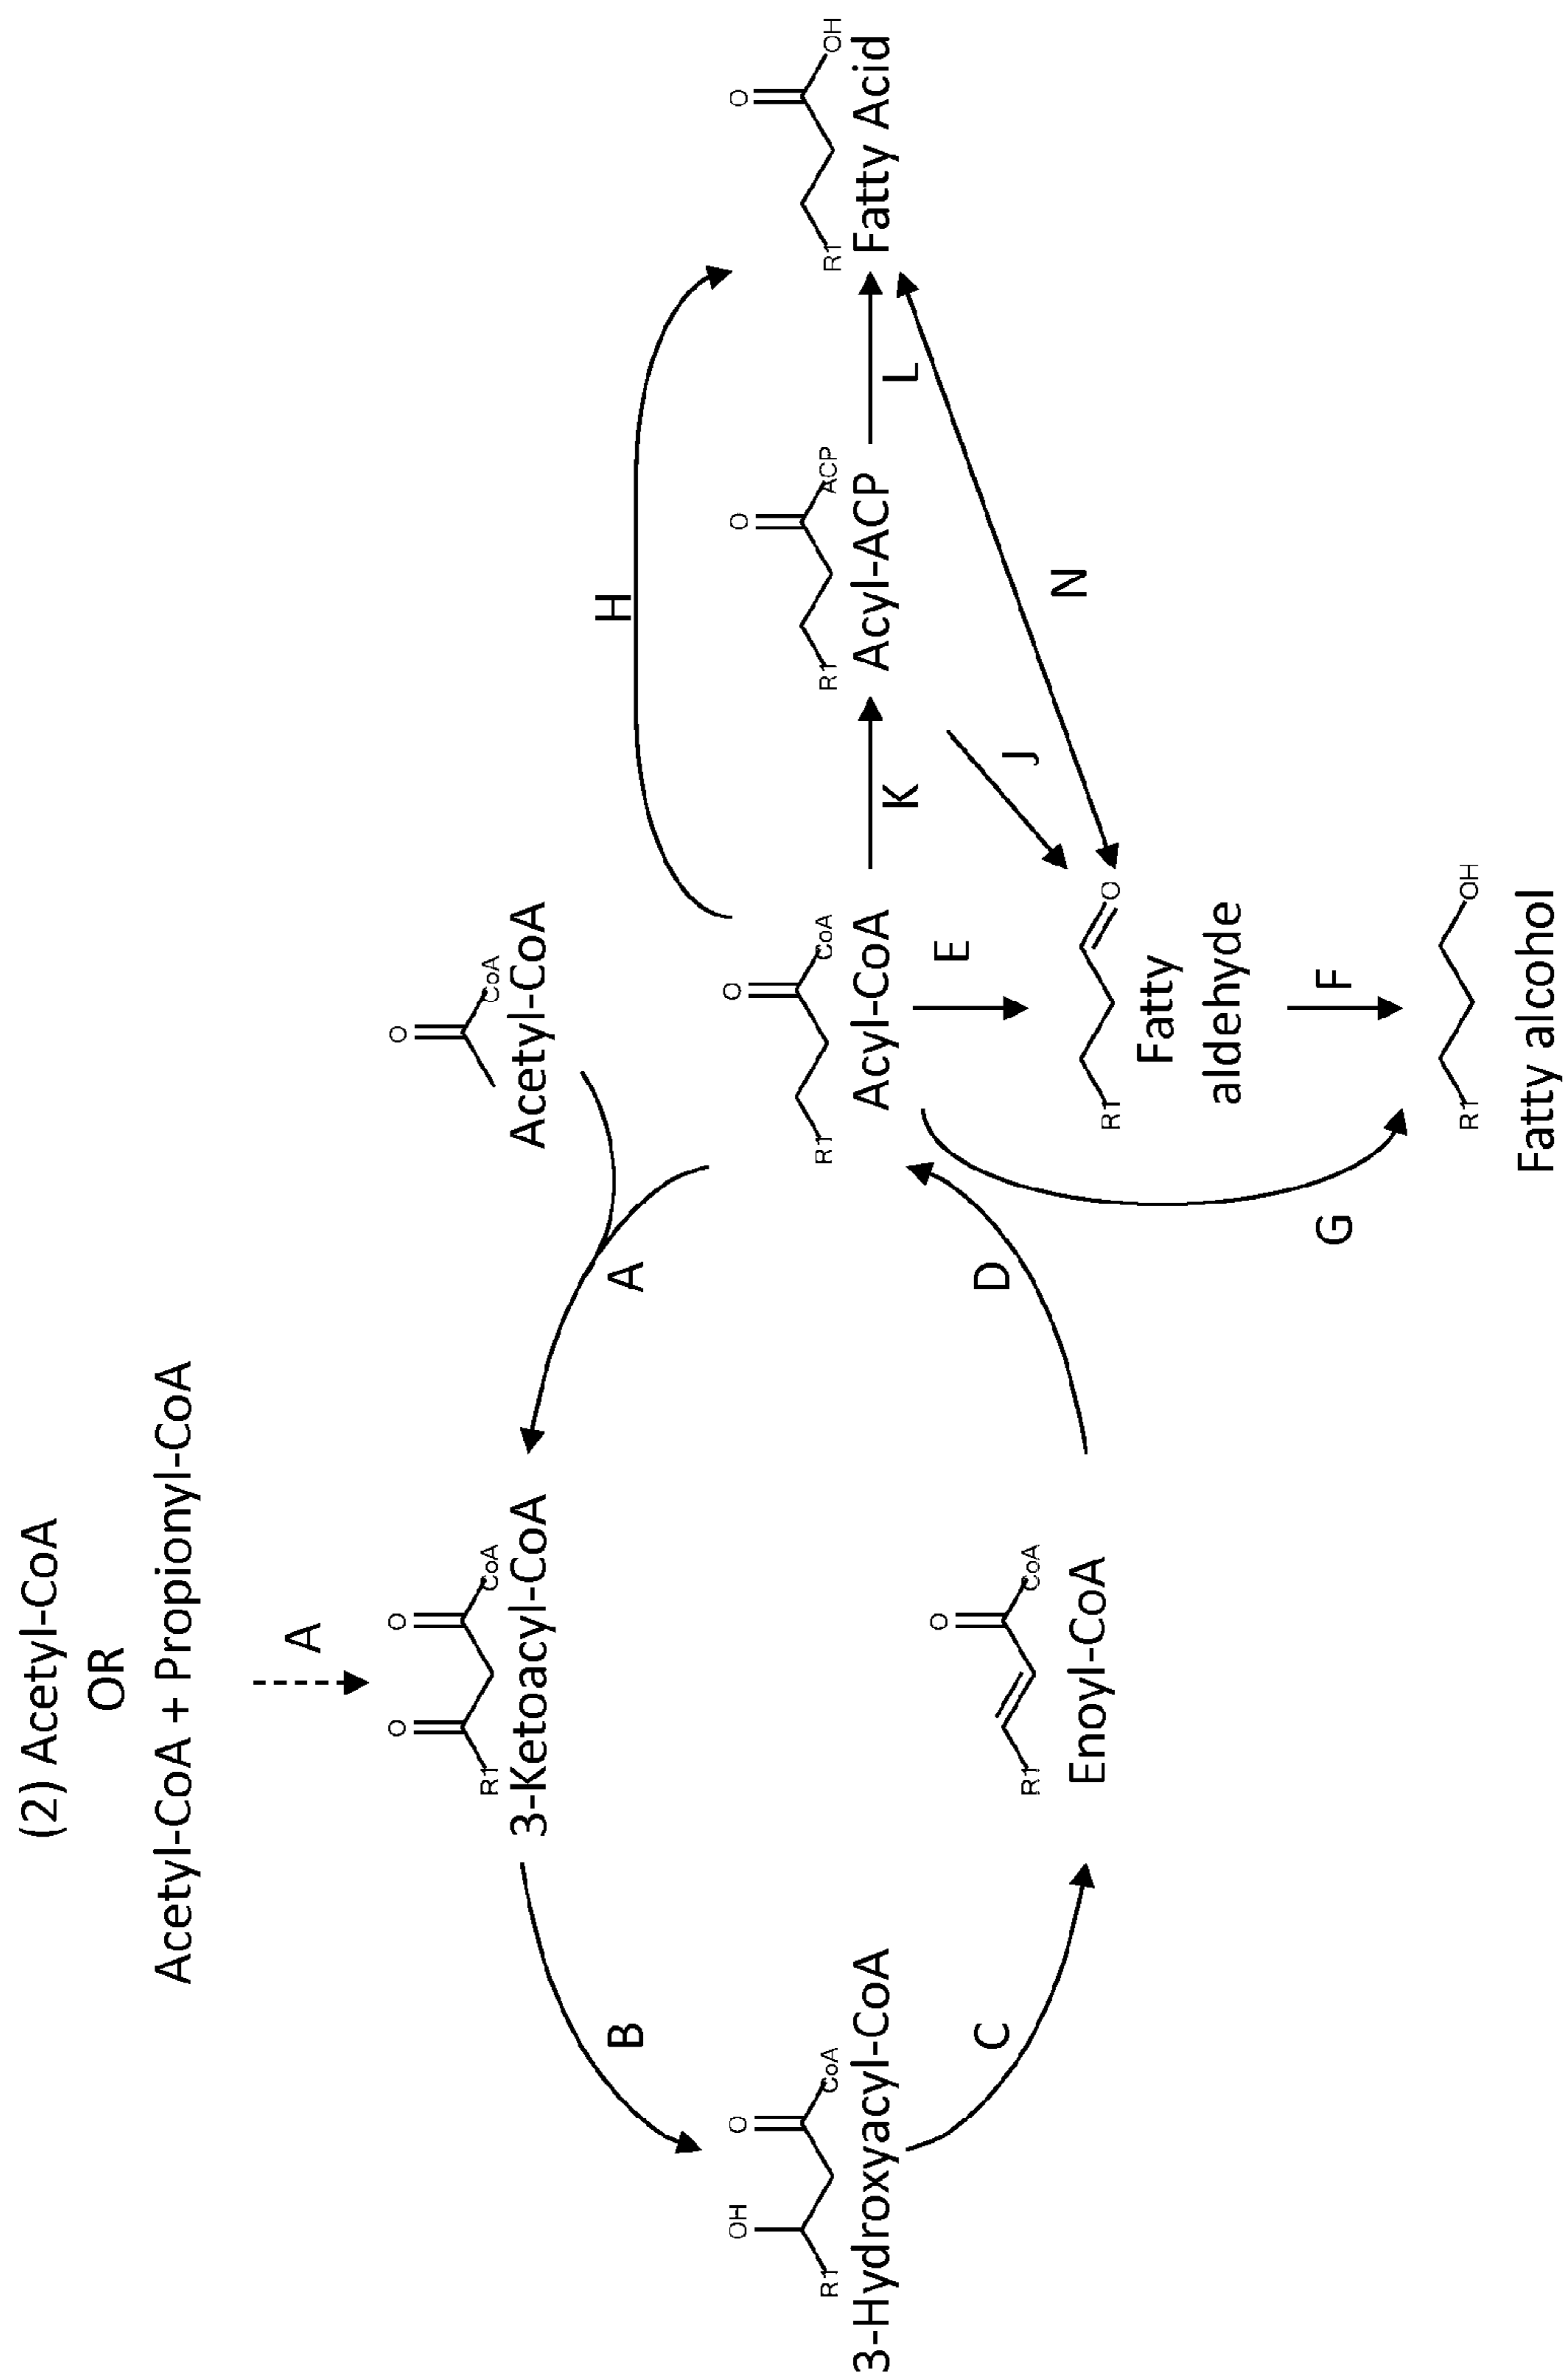 (2) Acetyl-CoA
OR
Acetyl-CoA + Propionyl-CoA
A
O
O
R1
CoA
3-Ketoacyl-CoA
O
CoA
Acetyl-CoA
B
A
H
OH
O
R1
CoA
3-Hydroxyacyl-CoA
O
R1
CoA
Acyl-CoA
K
O
R1
ACP
Acyl-ACP
L
O
R1
OH
Fatty Acid
C
D
E
J
N
O
R1
CoA
Enoyl-CoA
R1
O
Fatty
aldehyde
G
F
R1
OH
Fatty alcohol